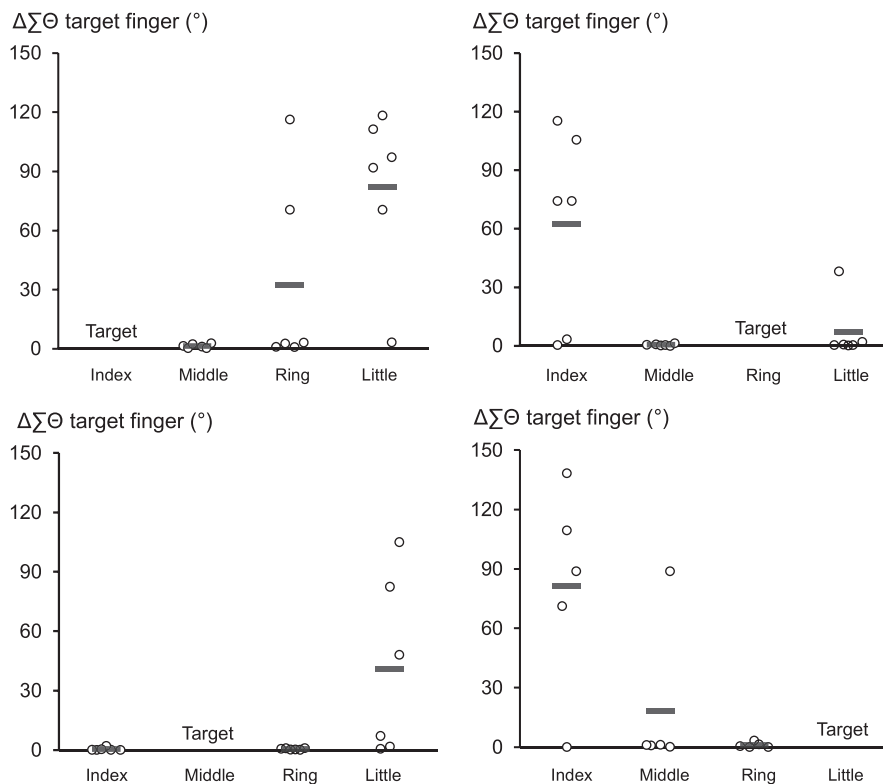 ΔΣΘ target finger (°)
150
120
90
60
30
0
Target
Index Middle Ring Little
ΔΣΘ target finger (°)
150
120
90
60
30
0
Target
Index Middle Ring Little
ΔΣΘ target finger (°)
150
120
90
60
30
0
Target
Index Middle Ring Little
ΔΣΘ target finger (°)
150
120
90
60
30
0
Target
Index Middle Ring Little